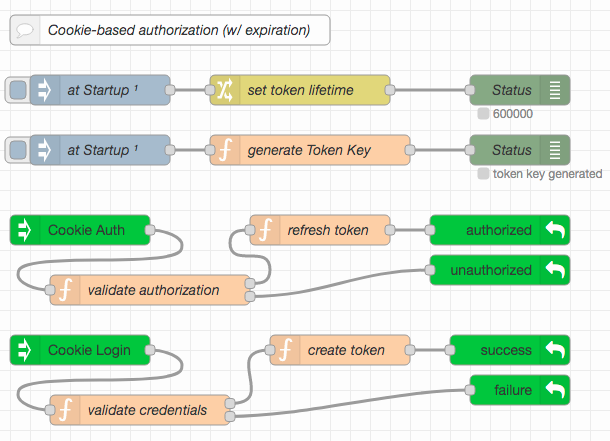 Cookie-based authorization (w/ expiration)
at Startup ¹ set token lifetime Status
600000
at Startup ¹ generate Token Key Status
token key generated
Cookie Auth refresh token authorized
unauthorized
validate authorization
Cookie Login create token success
failure
validate credentials